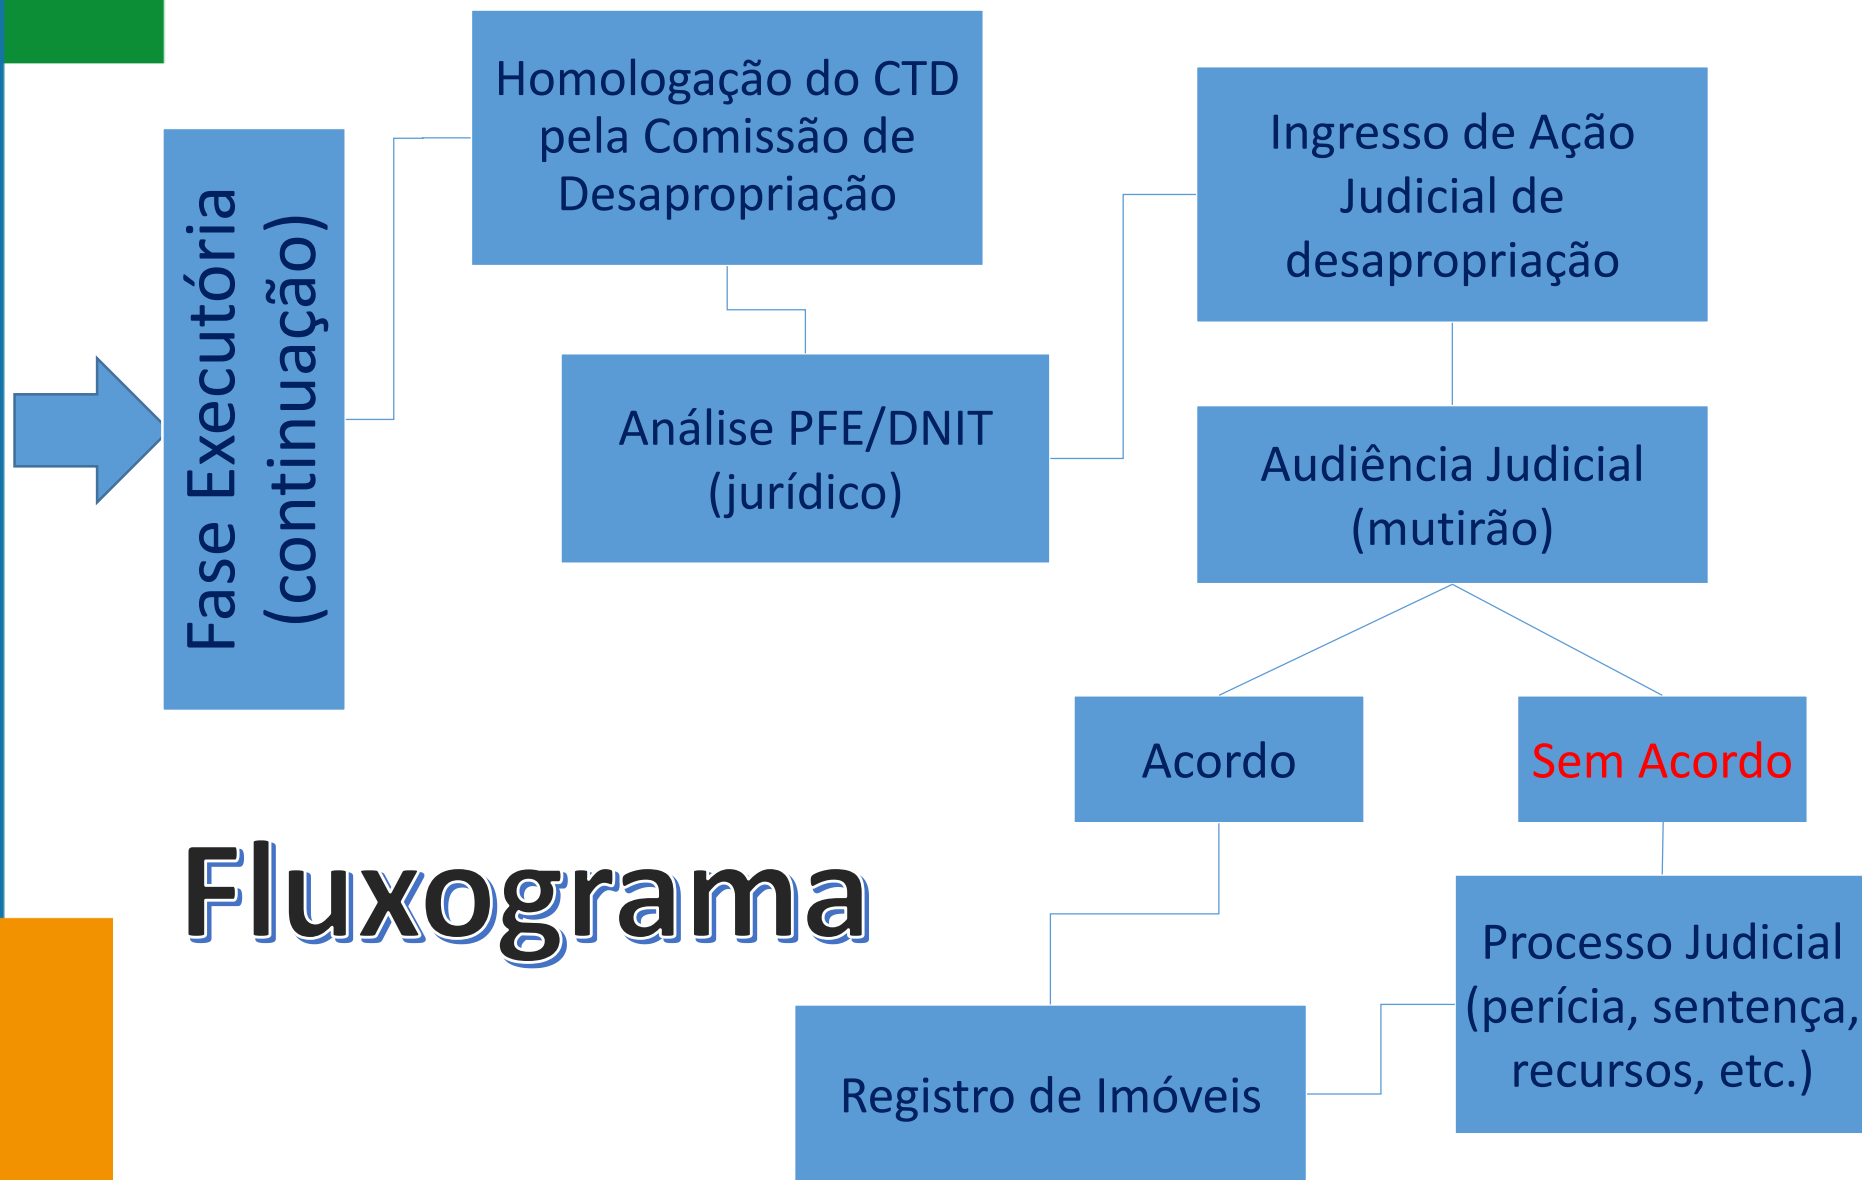 Fase Executória
(continuação)
Homologação do CTD
pela Comissão de
Desapropriação
Análise PFE/DNIT
(jurídico)
Ingresso de Ação
Judicial de
desapropriação
Audiência Judicial
(mutirão)
Acordo
Sem Acordo
Processo Judicial
(perícia, sentença,
recursos, etc.)
Registro de Imóveis
Fluxograma